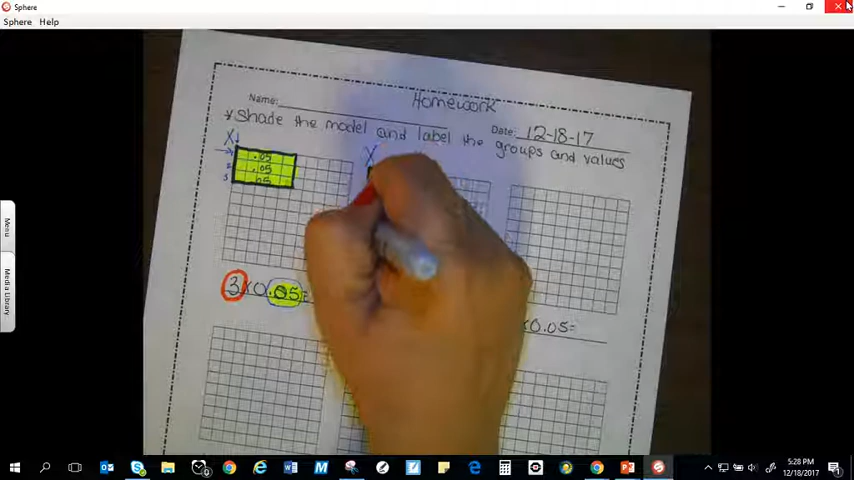 Sphere
Sphere Help
Homework
Name:
Date: 12-18-17
*Shade the model and label the groups and values
X
X
.05
2 .05
3 .05
3x0.05=
x0.05=
Menu
Media Library
5:28 PM
12/18/2017